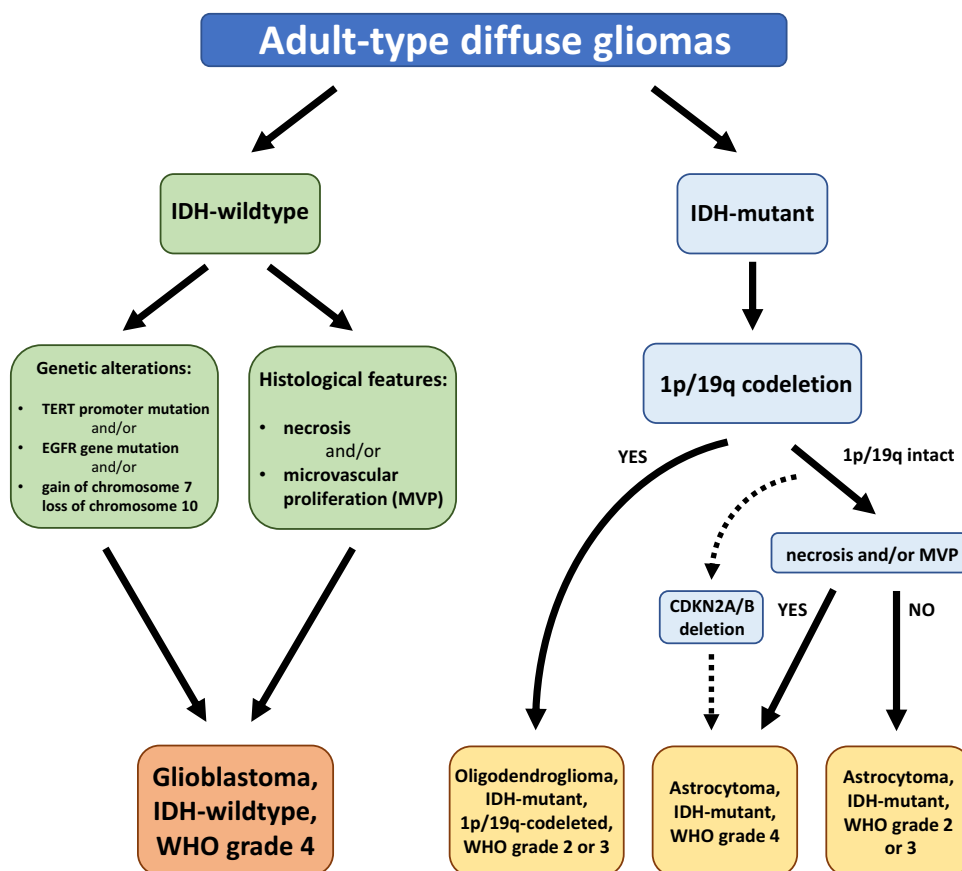 Adult-type diffuse gliomas
IDH-wildtype
IDH-mutant
Genetic alterations:
• TERT promoter mutation
and/or
• EGFR gene mutation
and/or
• gain of chromosome 7
loss of chromosome 10
Histological features:
• necrosis
and/or
• microvascular
proliferation (MVP)
1p/19q codeletion
YES
1p/19q intact
necrosis and/or MVP
CDKN2A/B
deletion
YES
NO
Glioblastoma,
IDH-wildtype,
WHO grade 4
Oligodendroglioma,
IDH-mutant,
1p/19q-codeleted,
WHO grade 2 or 3
Astrocytoma,
IDH-mutant,
WHO grade 4
Astrocytoma,
IDH-mutant,
WHO grade 2
or 3